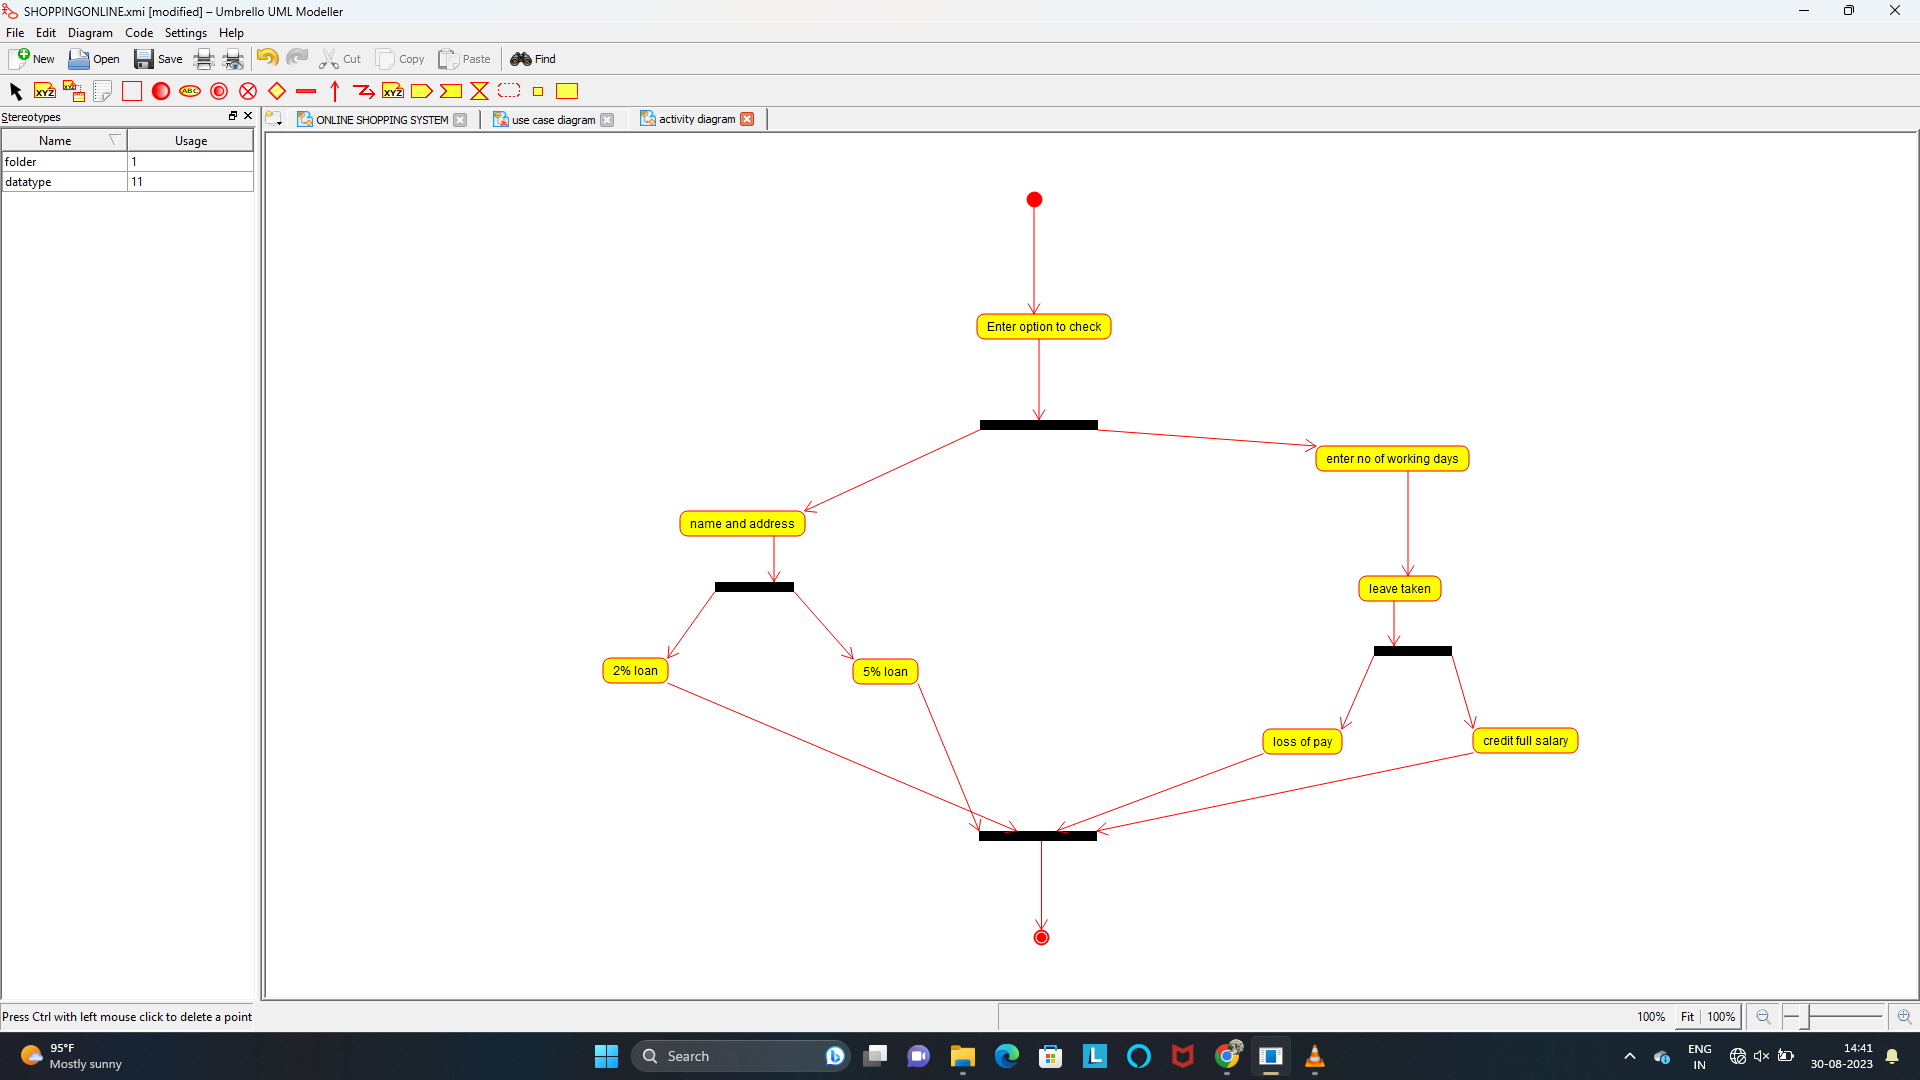 SHOPPINGONLINE.xmi [modified] – Umbrello UML Modeller
File Edit Diagram Code Settings Help
New Open Save Cut Copy Paste Find
XYZ XYZ ABC XYZ
Stereotypes
ONLINE SHOPPING SYSTEM use case diagram activity diagram
Name Usage
folder 1
datatype 11
Enter option to check
enter no of working days
name and address
leave taken
2% loan
5% loan
loss of pay
credit full salary
Press Ctrl with left mouse click to delete a point
100% Fit 100%
95°F
Mostly sunny
Search
L
ENG
IN
14:41
30-08-2023